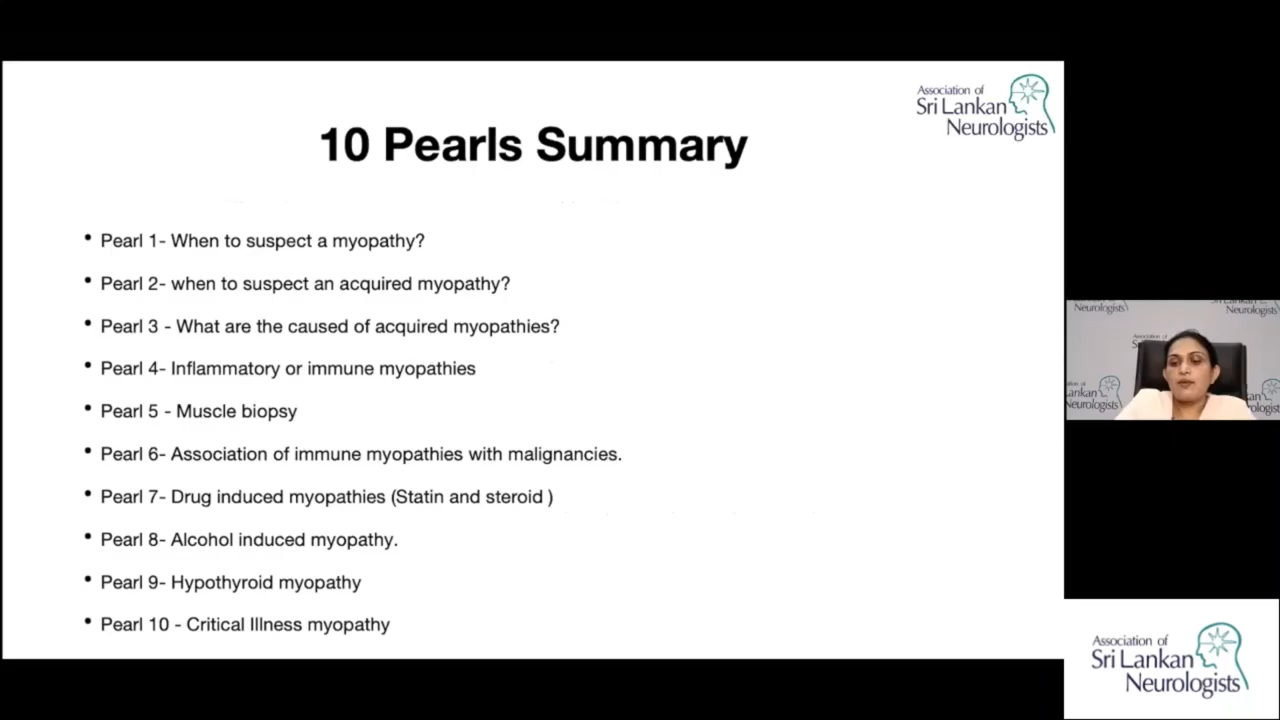 Association of
Sri Lankan
Neurologists
10 Pearls Summary
• Pearl 1- When to suspect a myopathy?
• Pearl 2- when to suspect an acquired myopathy?
• Pearl 3 - What are the caused of acquired myopathies?
• Pearl 4- Inflammatory or immune myopathies
• Pearl 5 - Muscle biopsy
• Pearl 6- Association of immune myopathies with malignancies.
• Pearl 7- Drug induced myopathies (Statin and steroid )
• Pearl 8- Alcohol induced myopathy.
• Pearl 9- Hypothyroid myopathy
• Pearl 10 - Critical Illness myopathy
Neurologists
Neurologists
Association of
Sri Lankan
Neurologists